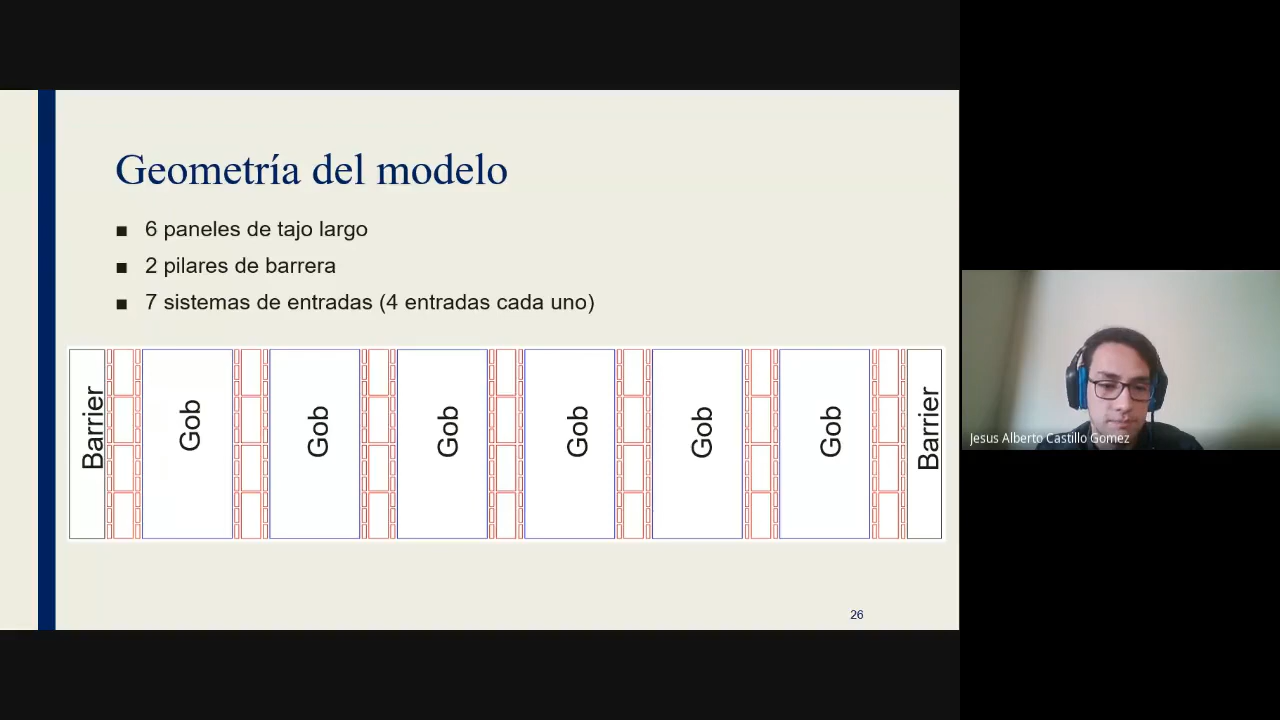 Geometría del modelo
■ 6 paneles de tajo largo
■ 2 pilares de barrera
■ 7 sistemas de entradas (4 entradas cada uno)
Barrier
Gob
Gob
Gob
Gob
Gob
Gob
Barrier
26
Jesus Alberto Castillo Gomez